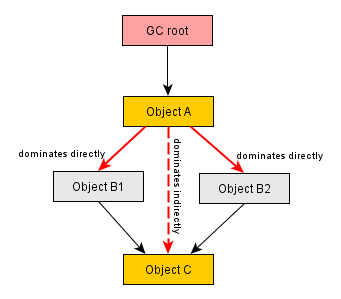 GC root
Object A
dominates directly
dominates indirectly
dominates directly
Object B1
Object B2
Object C